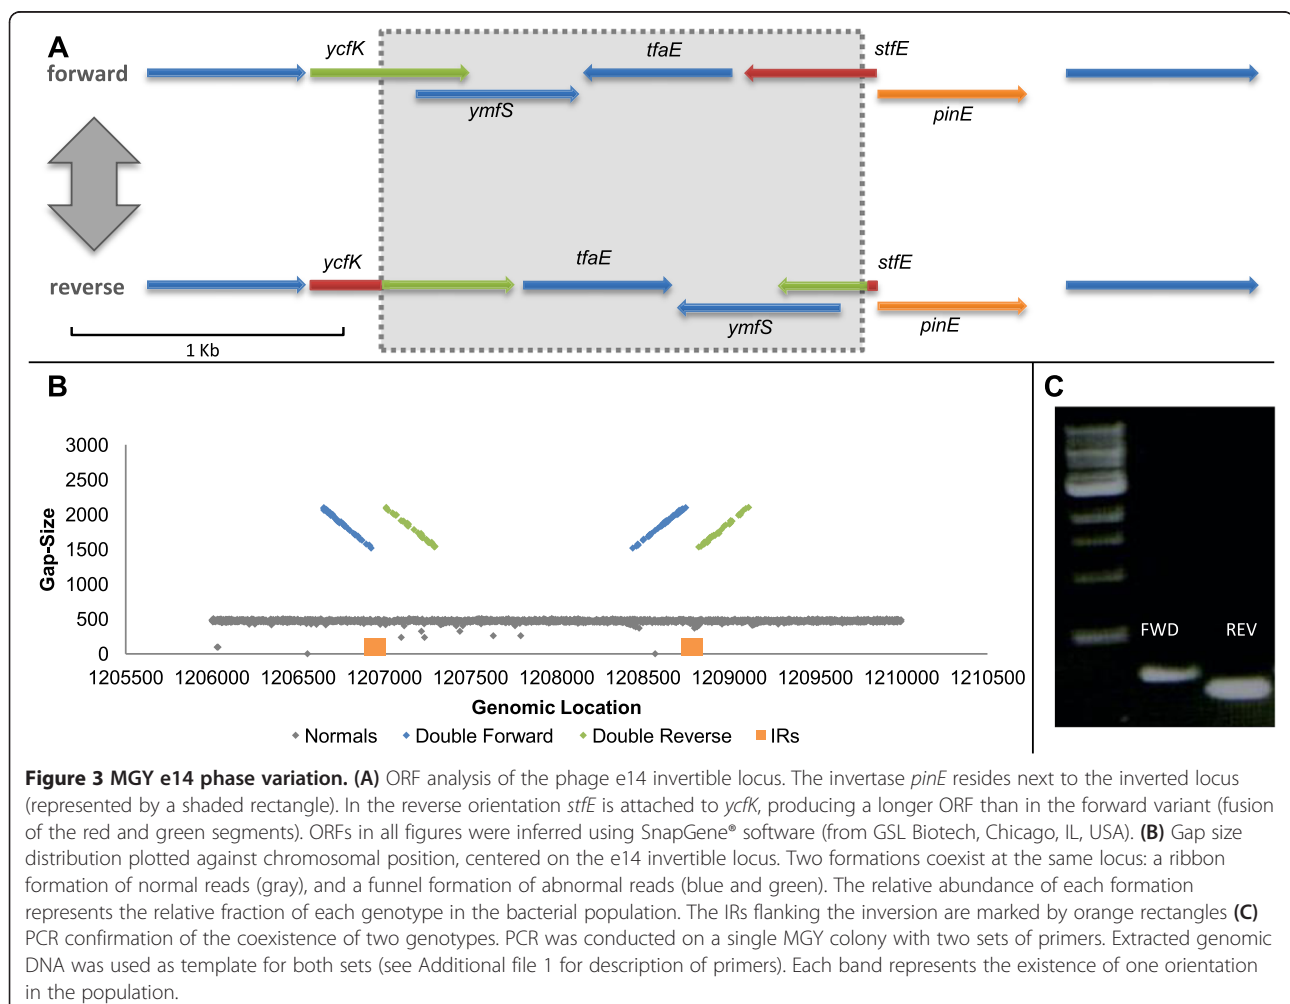 A
forward
ycfK
tfaE
stfE
ymfS
pinE
reverse
ycfK
tfaE
stfE
ymfS
pinE
1 Kb
B
Gap-Size
3000
2500
2000
1500
1000
500
0
1205500 1206000 1206500 1207000 1207500 1208000 1208500 1209000 1209500 1210000 1210500
Genomic Location
Normals Double Forward Double Reverse IRs
C
FWD
REV
Figure 3 MGY e14 phase variation. (A) ORF analysis of the phage e14 invertible locus. The invertase pinE resides next to the inverted locus
(represented by a shaded rectangle). In the reverse orientation stfE is attached to ycfK, producing a longer ORF than in the forward variant (fusion
of the red and green segments). ORFs in all figures were inferred using SnapGene® software (from GSL Biotech, Chicago, IL, USA). (B) Gap size
distribution plotted against chromosomal position, centered on the e14 invertible locus. Two formations coexist at the same locus: a ribbon
formation of normal reads (gray), and a funnel formation of abnormal reads (blue and green). The relative abundance of each formation
represents the relative fraction of each genotype in the bacterial population. The IRs flanking the inversion are marked by orange rectangles (C)
PCR confirmation of the coexistence of two genotypes. PCR was conducted on a single MGY colony with two sets of primers. Extracted genomic
DNA was used as template for both sets (see Additional file 1 for description of primers). Each band represents the existence of one orientation
in the population.